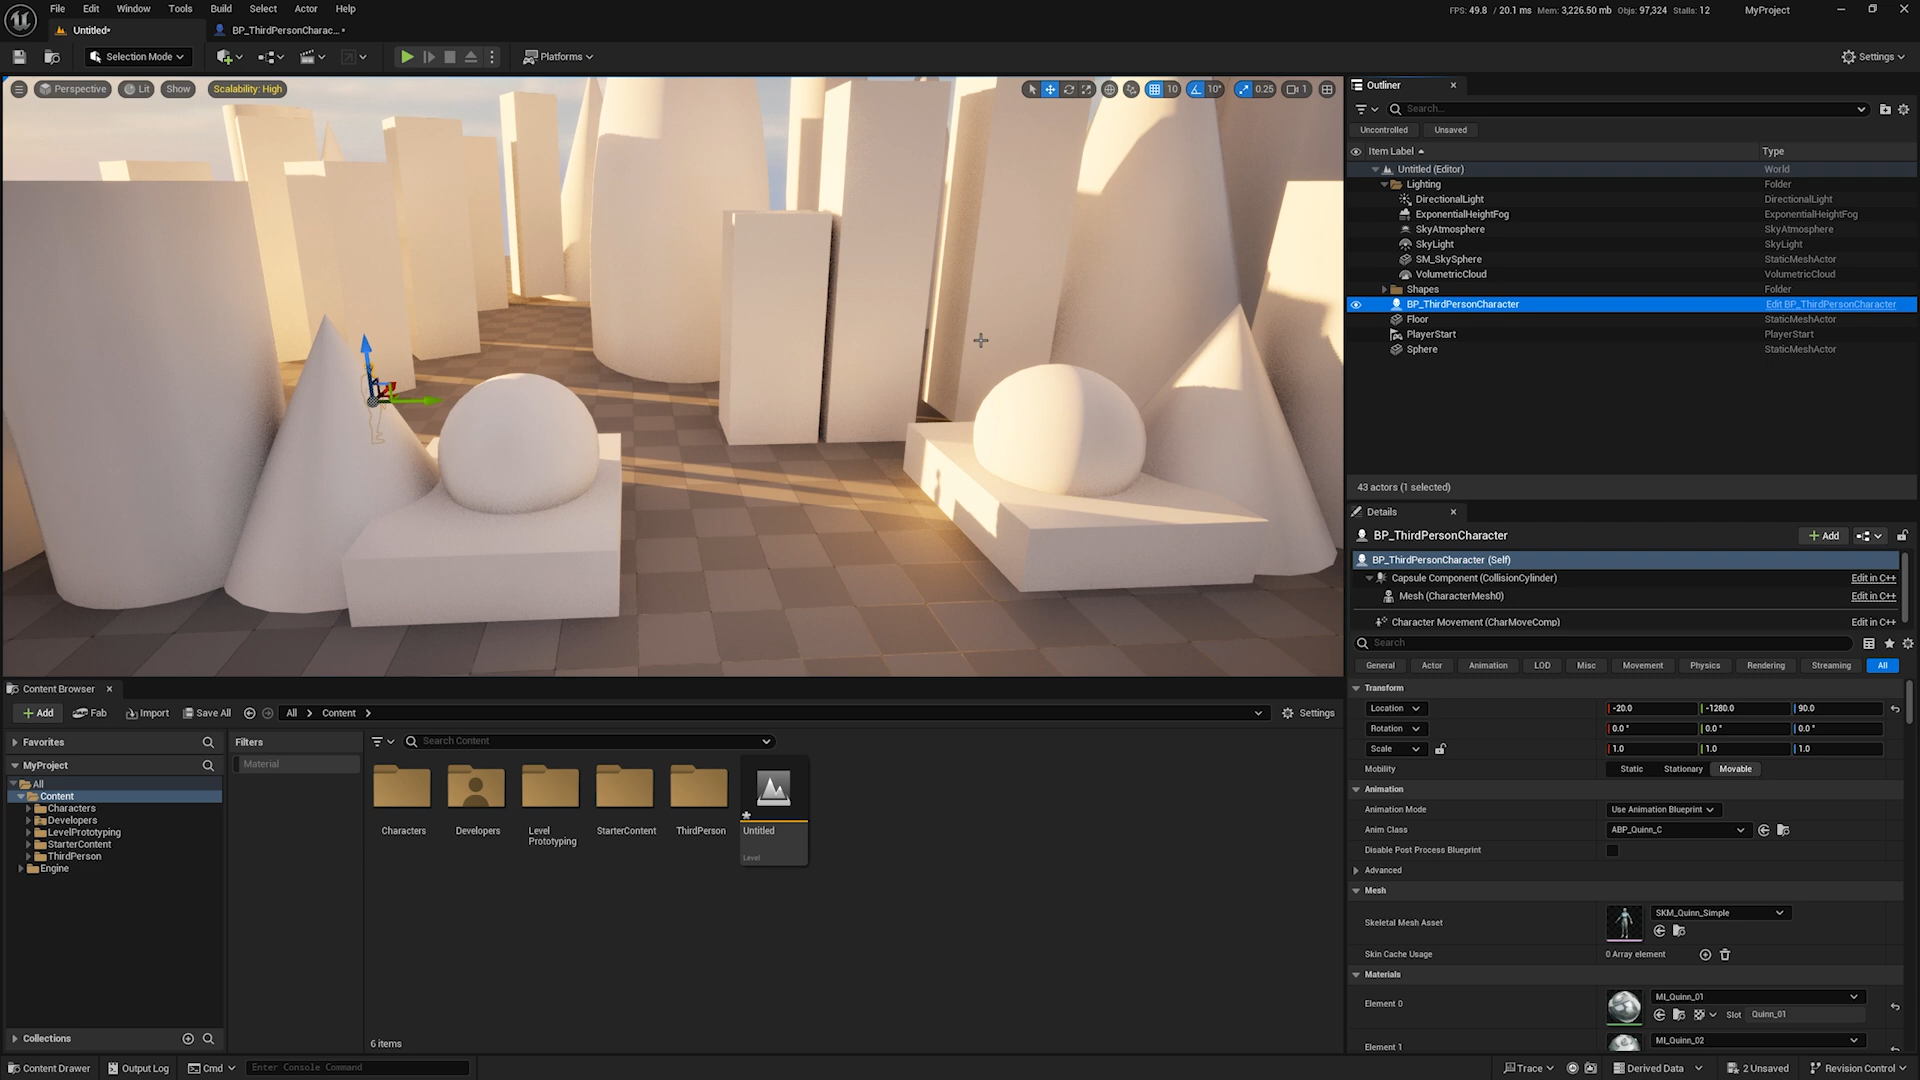 File Edit Window Tools Build Select Actor Help
FPS: 49.8 / 20.1 ms Mem: 3,226.50 mb Objs: 97,324 Stalls: 12
MyProject
Untitled*
BP_ThirdPersonCharac... *
Selection Mode
Platforms
Settings
Perspective
Lit
Show
Scalability: High
10
10°
0.25
1
Outliner
Search...
Uncontrolled
Unsaved
Item Label
Type
Untitled (Editor) World
Lighting Folder
DirectionalLight DirectionalLight
ExponentialHeightFog ExponentialHeightFog
SkyAtmosphere SkyAtmosphere
SkyLight SkyLight
SM_SkySphere StaticMeshActor
VolumetricCloud VolumetricCloud
Shapes Folder
BP_ThirdPersonCharacter Edit BP_ThirdPersonCharacter
Floor StaticMeshActor
PlayerStart PlayerStart
Sphere StaticMeshActor
43 actors (1 selected)
Details
BP_ThirdPersonCharacter
Add
BP_ThirdPersonCharacter (Self)
Capsule Component (CollisionCylinder) Edit in C++
Mesh (CharacterMesh0) Edit in C++
Character Movement (CharMoveComp) Edit in C++
Search
General Actor Animation LOD Misc Movement Physics Rendering Streaming All
Transform
Location -20.0 -1280.0 90.0
Rotation 0.0 ° 0.0 ° 0.0 °
Scale 1.0 1.0 1.0
Mobility Static Stationary Movable
Animation
Animation Mode Use Animation Blueprint
Anim Class ABP_Quinn_C
Disable Post Process Blueprint
Advanced
Mesh
Skeletal Mesh Asset SKM_Quinn_Simple
Skin Cache Usage 0 Array element
Materials
Element 0 MI_Quinn_01
Slot Quinn_01
Element 1 MI_Quinn_02
Content Browser
Add
Fab
Import
Save All
All
Content
Settings
Favorites
MyProject
All
Content
Characters
Developers
LevelPrototyping
StarterContent
ThirdPerson
Engine
Collections
Filters
Material
Search Content
Characters
Developers
Level
Prototyping
StarterContent
ThirdPerson
Untitled
Level
6 items
Content Drawer
Output Log
Cmd
Enter Console Command
Trace
Derived Data
2 Unsaved
Revision Control